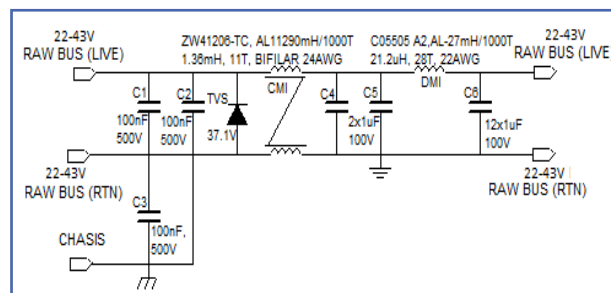 22-43V
RAW BUS (LIVE)
ZW41206-TC, AL11290mH/1000T
1.36mH, 11T, BIFILAR 24AWG
C05505 A2,AL-27mH/1000T
21.2uH, 28T, 22AWG
22-43V
RAW BUS (LIVE)
C1
100nF
500V
C2
100nF
500V
TVS
37.1V
CMI
C4
C5
2x1uF
100V
DMI
C6
12x1uF
100V
22-43V
RAW BUS (RTN)
22-43V
RAW BUS (RTN)
C3
100nF,
500V
CHASIS